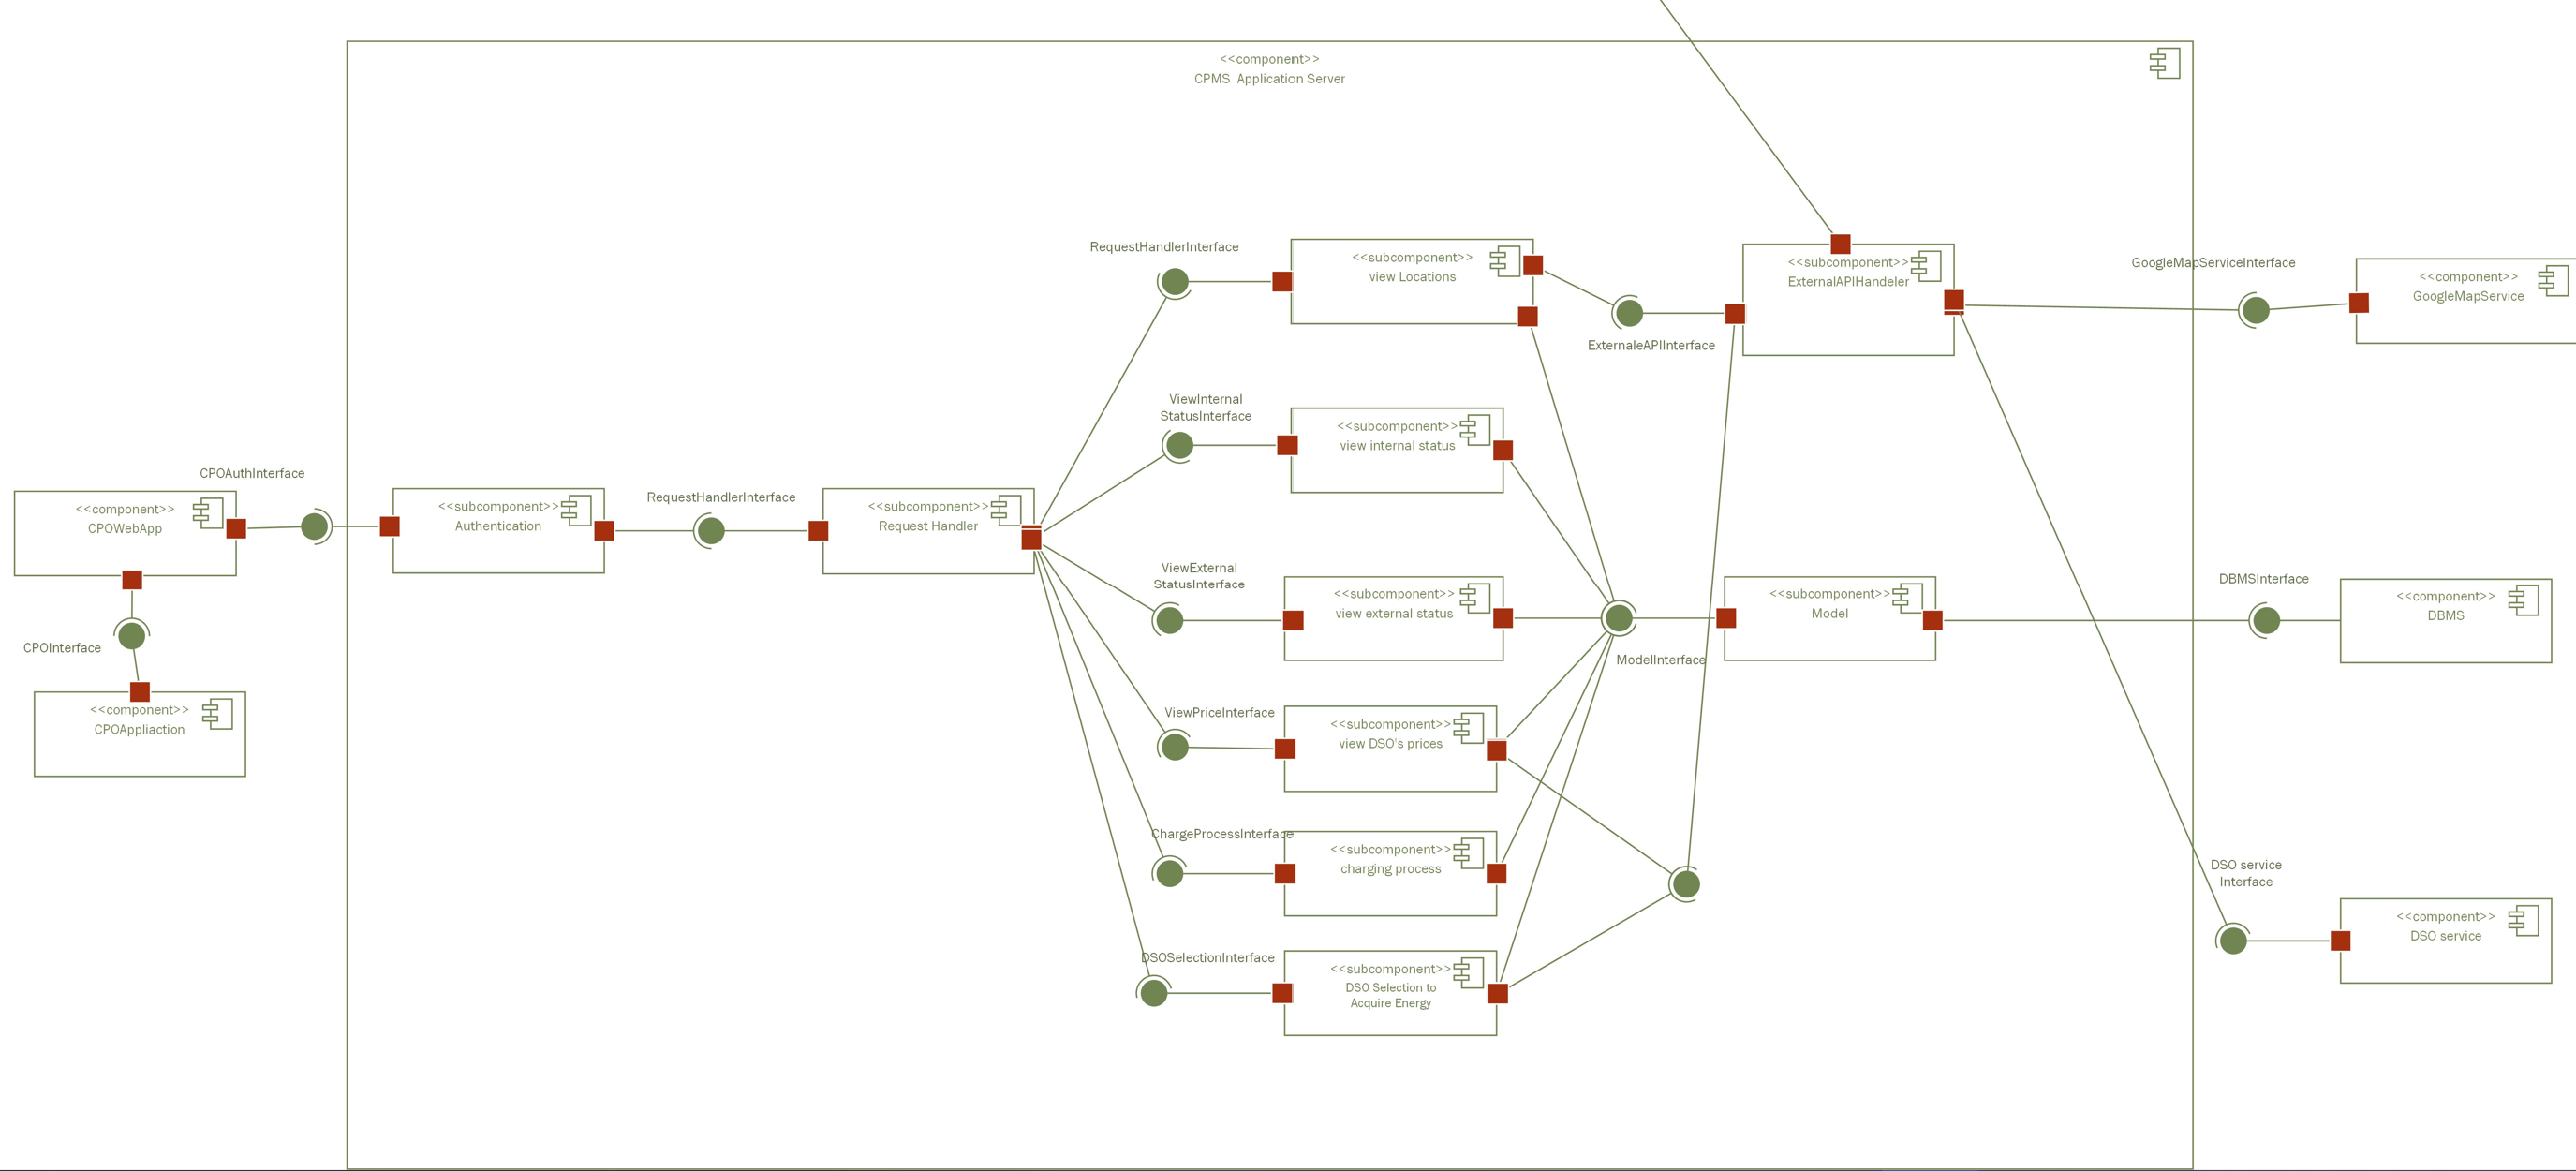 <<component>>
CPMS Application Server
RequestHandlerInterface
<<subcomponent>>
view Locations
<<subcomponent>>
ExternalAPIHandeler
GoogleMapServiceInterface
<<component>>
GoogleMapService
ExternaleAPIInterface
ViewInternal
StatusInterface
<<subcomponent>>
view internal status
CPOAuthInterface
<<component>>
CPOWebApp
<<subcomponent>>
Authentication
RequestHandlerInterface
<<subcomponent>>
Request Handler
ViewExternal
StatusInterface
<<subcomponent>>
view external status
<<subcomponent>>
Model
DBMSInterface
<<component>>
DBMS
CPOInterface
ModelInterface
<<component>>
CPOAppliaction
ViewPriceInterface
<<subcomponent>>
view DSO's prices
ChargeProcessInterface
<<subcomponent>>
charging process
DSO service
Interface
<<component>>
DSO service
DSOSelectionInterface
<<subcomponent>>
DSO Selection to
Acquire Energy